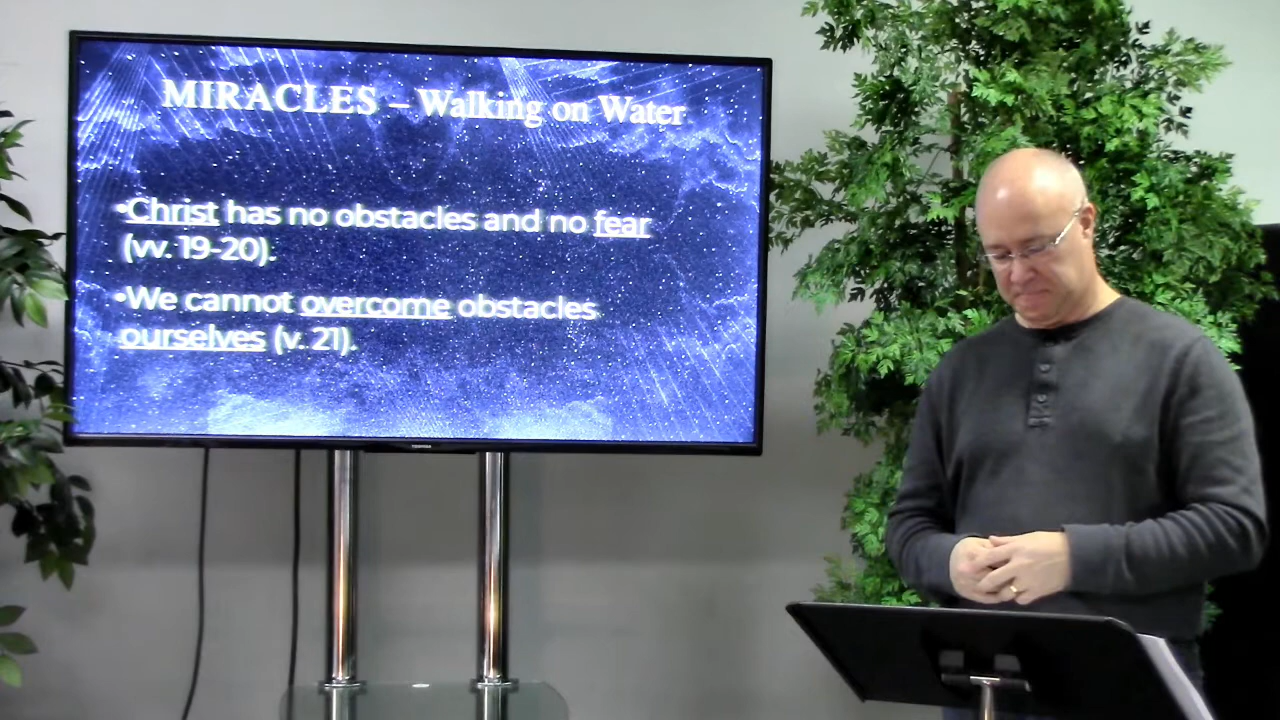 MIRACLES – Walking on Water
•Christ has no obstacles and no fear
(vv. 19-20).
•We cannot overcome obstacles
ourselves (v. 21).
TOSHIBA